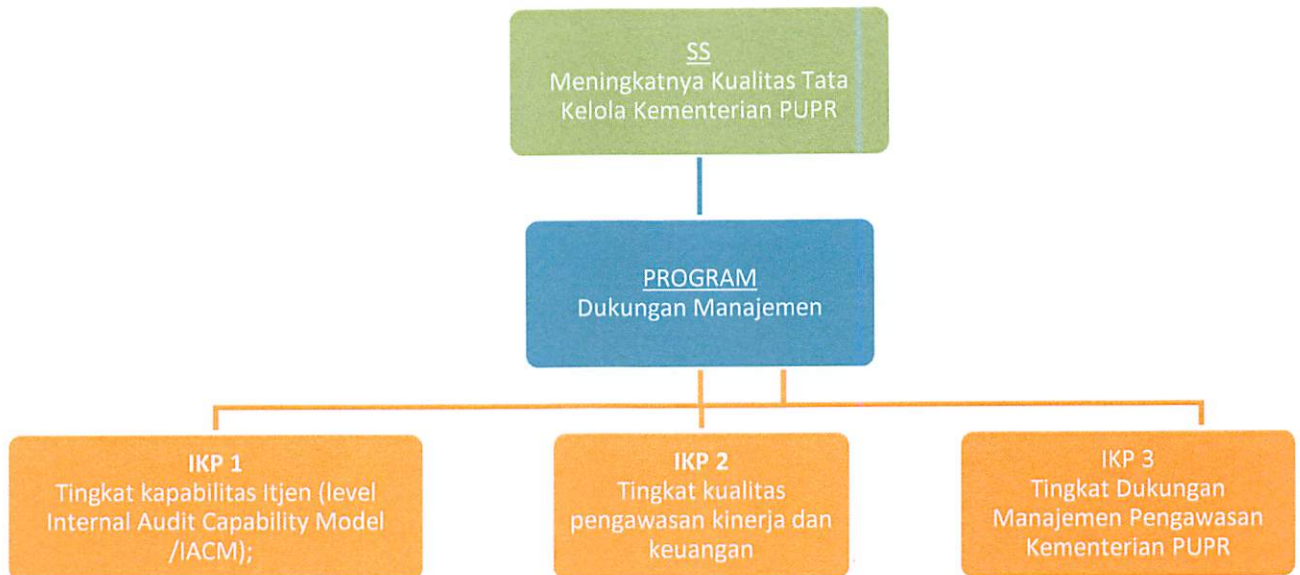 SS
Meningkatnya Kualitas Tata
Kelola Kementerian PUPR
PROGRAM
Dukungan Manajemen
IKP 1
Tingkat kapabilitas Itjen (level
Internal Audit Capability Model
/IACM);
IKP 2
Tingkat kualitas
pengawasan kinerja dan
keuangan
IKP 3
Tingkat Dukungan
Manajemen Pengawasan
Kementerian PUPR